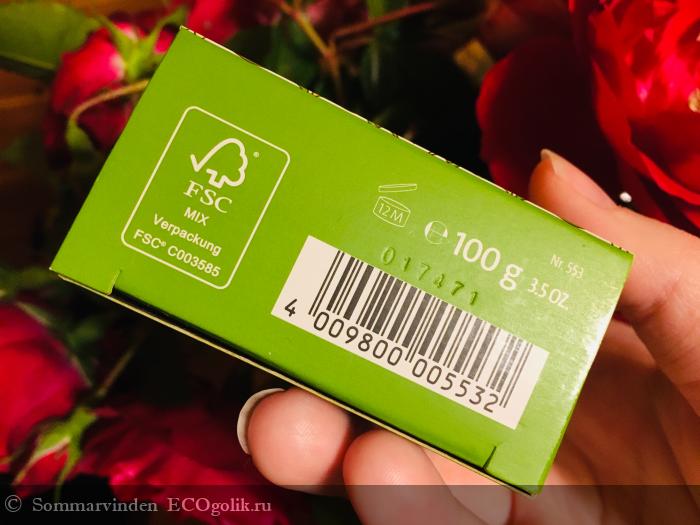 FSC®
MIX
Verpackung
FSC® C003585
12M
℮ 100 g 3.5 OZ.
Nr. 553
017471
4 009800 005532
© Sommarvinden ECOgolik.ru